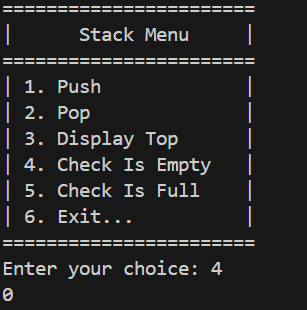 =======================
|      Stack Menu     |
=======================
| 1. Push             |
| 2. Pop              |
| 3. Display Top      |
| 4. Check Is Empty   |
| 5. Check Is Full    |
| 6. Exit...          |
=======================
Enter your choice: 4
0